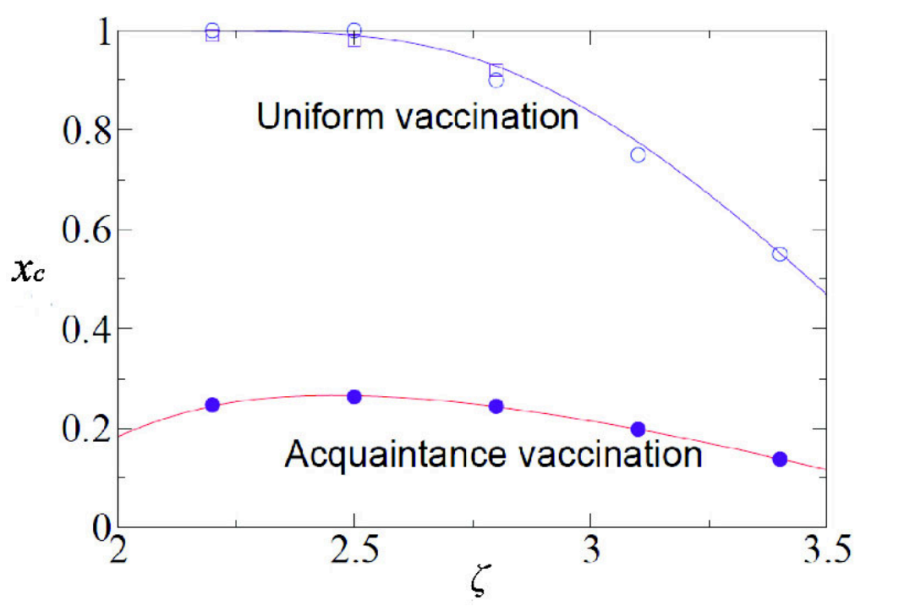 1
Uniform vaccination
0.8
0.6
xc
0.4
0.2
Acquaintance vaccination
0
2 2.5 3 3.5
ζ